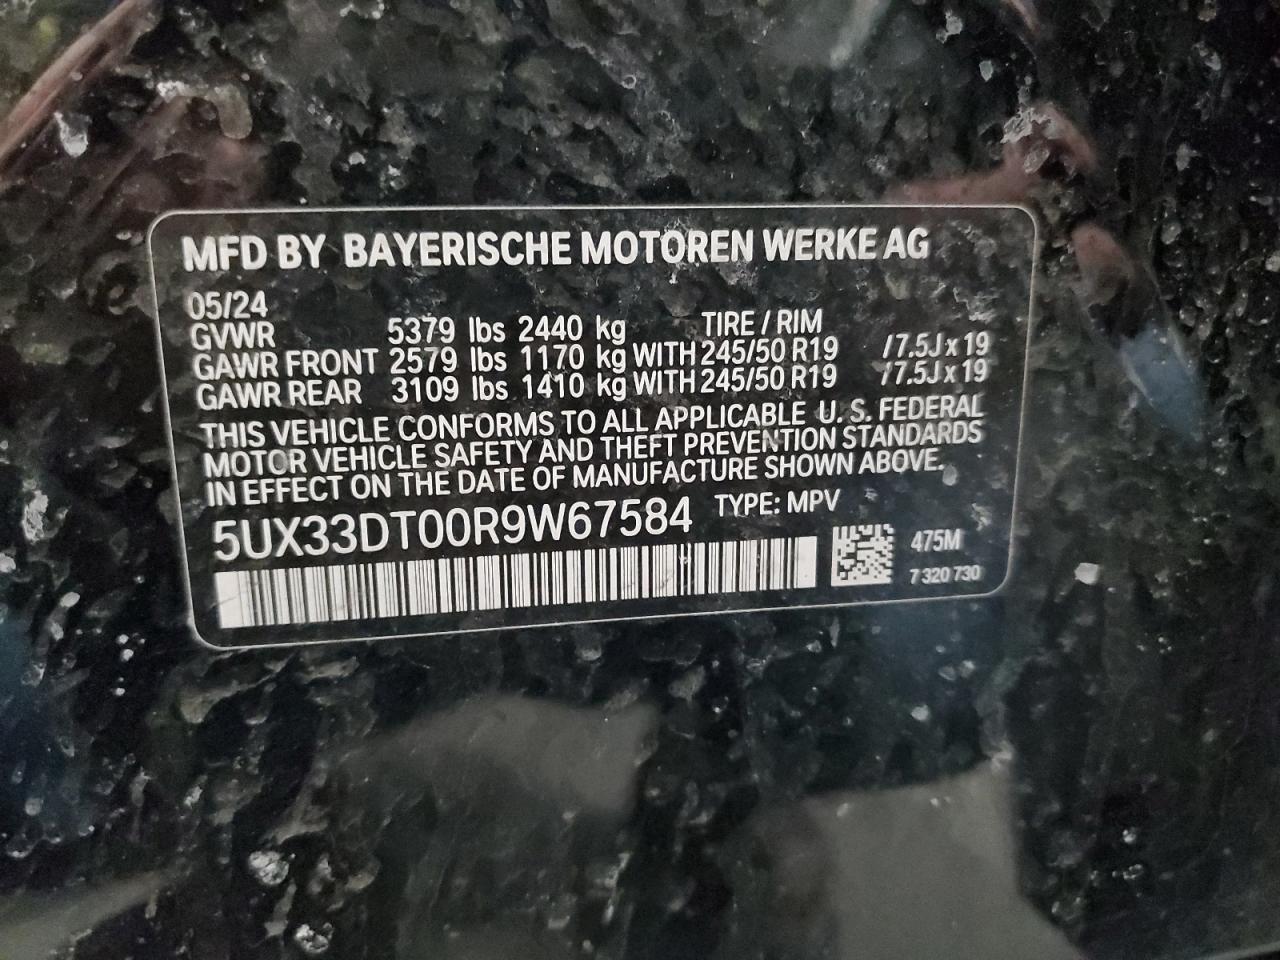 MFD BY BAYERISCHE MOTOREN WERKE AG
05/24
GVWR 5379 lbs 2440 kg TIRE / RIM
GAWR FRONT 2579 lbs 1170 kg WITH 245/50 R19 /7.5J x 19
GAWR REAR 3109 lbs 1410 kg WITH 245/50 R19 /7.5J x 19
THIS VEHICLE CONFORMS TO ALL APPLICABLE U. S. FEDERAL
MOTOR VEHICLE SAFETY AND THEFT PREVENTION STANDARDS
IN EFFECT ON THE DATE OF MANUFACTURE SHOWN ABOVE.
5UX33DT00R9W67584 TYPE: MPV
475M
7 320 730